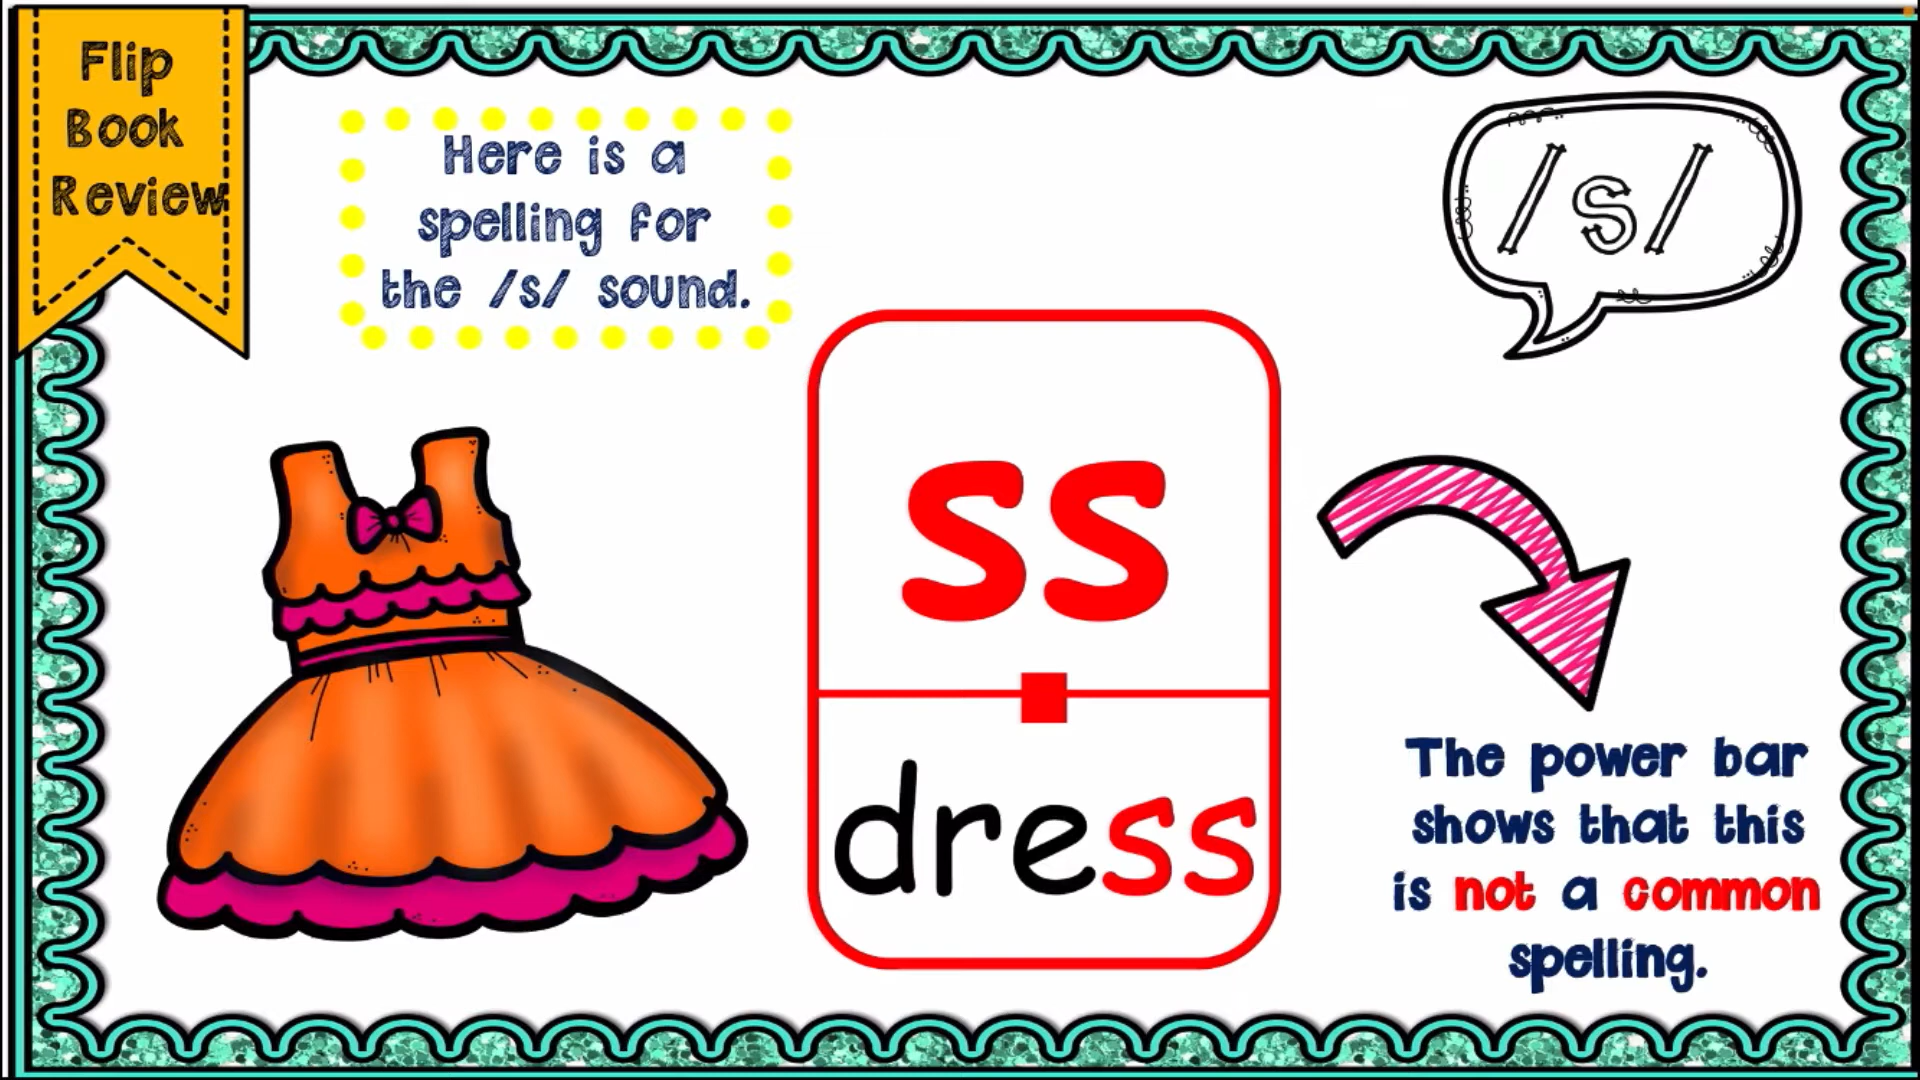 Flip
Book
Review
Here is a
spelling for
the /s/ sound.
/s/
ss
dress
The power bar
shows that this
is not a common
spelling.